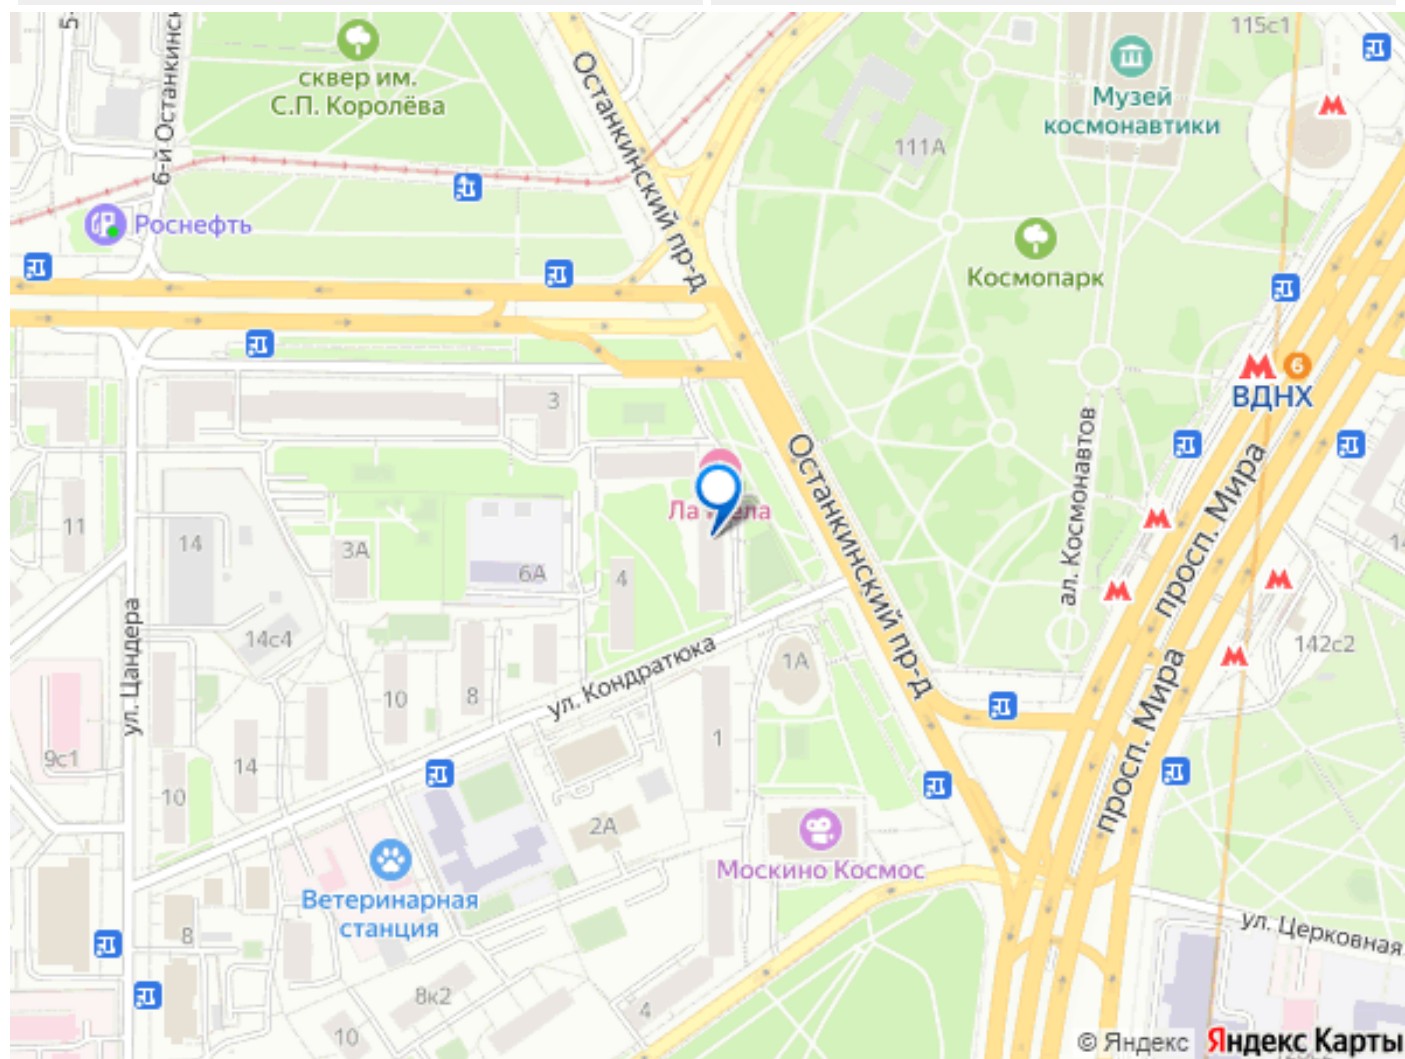 5-
6-й Останкинск
сквер им.
С.П. Королёва
Останкинский пр-д
115с1
Музей
космонавтики
111А
Роснефть
Космопарк
6
ВДНХ
3
ал. Космонавтов
просп. Мира
Останкинский пр-д
11
14
3А
6А
4
14
14с4
ул. Цандера
ул. Кондратюка
1А
142с2
10
8
9с1
14
10
1
просп. Мира
2А
Москино Космос
Ветеринарная
станция
8
8к2
10
4
ул. Церковная
© Яндекс Яндекс Карты